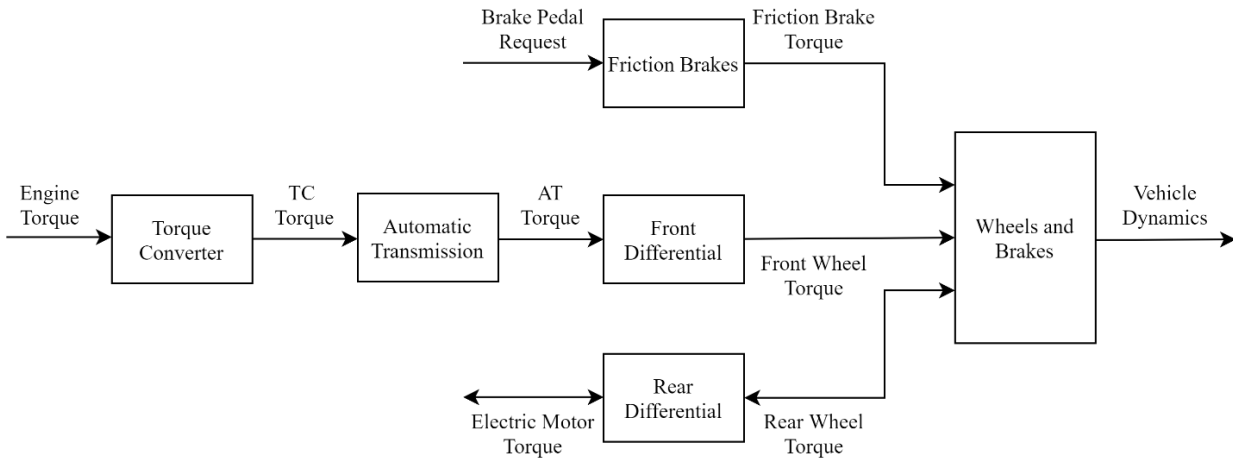 Brake Pedal
Request
Friction Brakes
Friction Brake
Torque
Engine
Torque
Torque
Converter
TC
Torque
Automatic
Transmission
AT
Torque
Front
Differential
Front Wheel
Torque
Wheels and
Brakes
Vehicle
Dynamics
Electric Motor
Torque
Rear
Differential
Rear Wheel
Torque